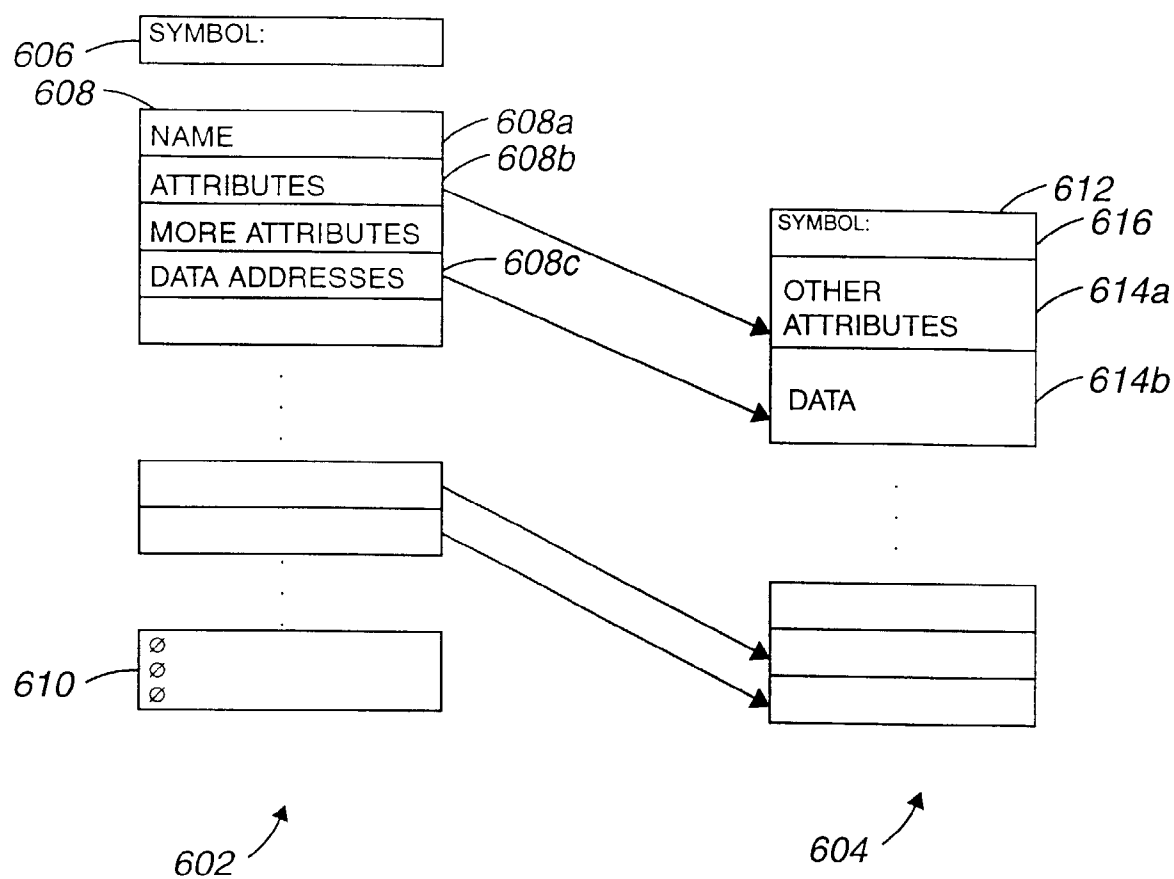 606
SYMBOL:
608
NAME
608a
ATTRIBUTES
608b
MORE ATTRIBUTES
DATA ADDRESSES
608c
612
SYMBOL:
616
OTHER
ATTRIBUTES
614a
DATA
614b
610
∅
∅
∅
602
604